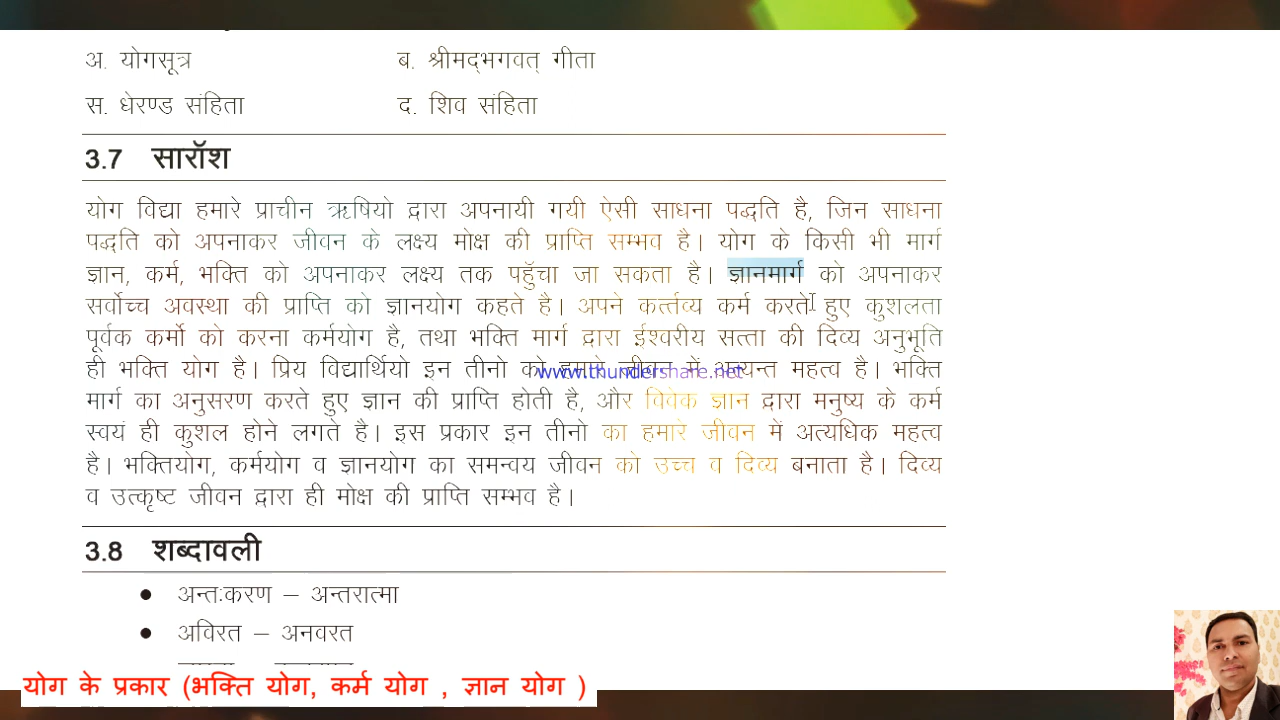 अ. योगसूत्र ब. श्रीमद्भगवत् गीता
स. धेरण्ड संहिता द. शिव संहिता
3.7 सारॉश
योग विद्या हमारे प्राचीन ऋषियो द्वारा अपनायी गयी ऐसी साधना पद्धति है, जिन साधना
पद्धति को अपनाकर जीवन के लक्ष्य मोक्ष की प्राप्ति सम्भव है। योग के किसी भी मार्ग
ज्ञान, कर्म, भक्ति को अपनाकर लक्ष्य तक पहुँचा जा सकता है। ज्ञानमार्ग को अपनाकर
सर्वोच्च अवस्था की प्राप्ति को ज्ञानयोग कहते है। अपने कर्त्तव्य कर्म करते हुए कुशलता
पूर्वक कर्मो को करना कर्मयोग है, तथा भक्ति मार्ग द्वारा ईश्वरीय सत्ता की दिव्य अनुभूति
ही भक्ति योग है। प्रिय विद्यार्थियो इन तीनो को हमारे जीवन में अत्यन्त महत्व है। भक्ति
www.thundershare.net
मार्ग का अनुसरण करते हुए ज्ञान की प्राप्ति होती है, और विवेक ज्ञान द्वारा मनुष्य के कर्म
स्वयं ही कुशल होने लगते है। इस प्रकार इन तीनो का हमारे जीवन में अत्यधिक महत्व
है। भक्तियोग, कर्मयोग व ज्ञानयोग का समन्वय जीवन को उच्च व दिव्य बनाता है। दिव्य
व उत्कृष्ट जीवन द्वारा ही मोक्ष की प्राप्ति सम्भव है।
3.8 शब्दावली
● अन्तःकरण – अन्तरात्मा
● अविरत – अनवरत
योग के प्रकार (भक्ति योग, कर्म योग , ज्ञान योग )